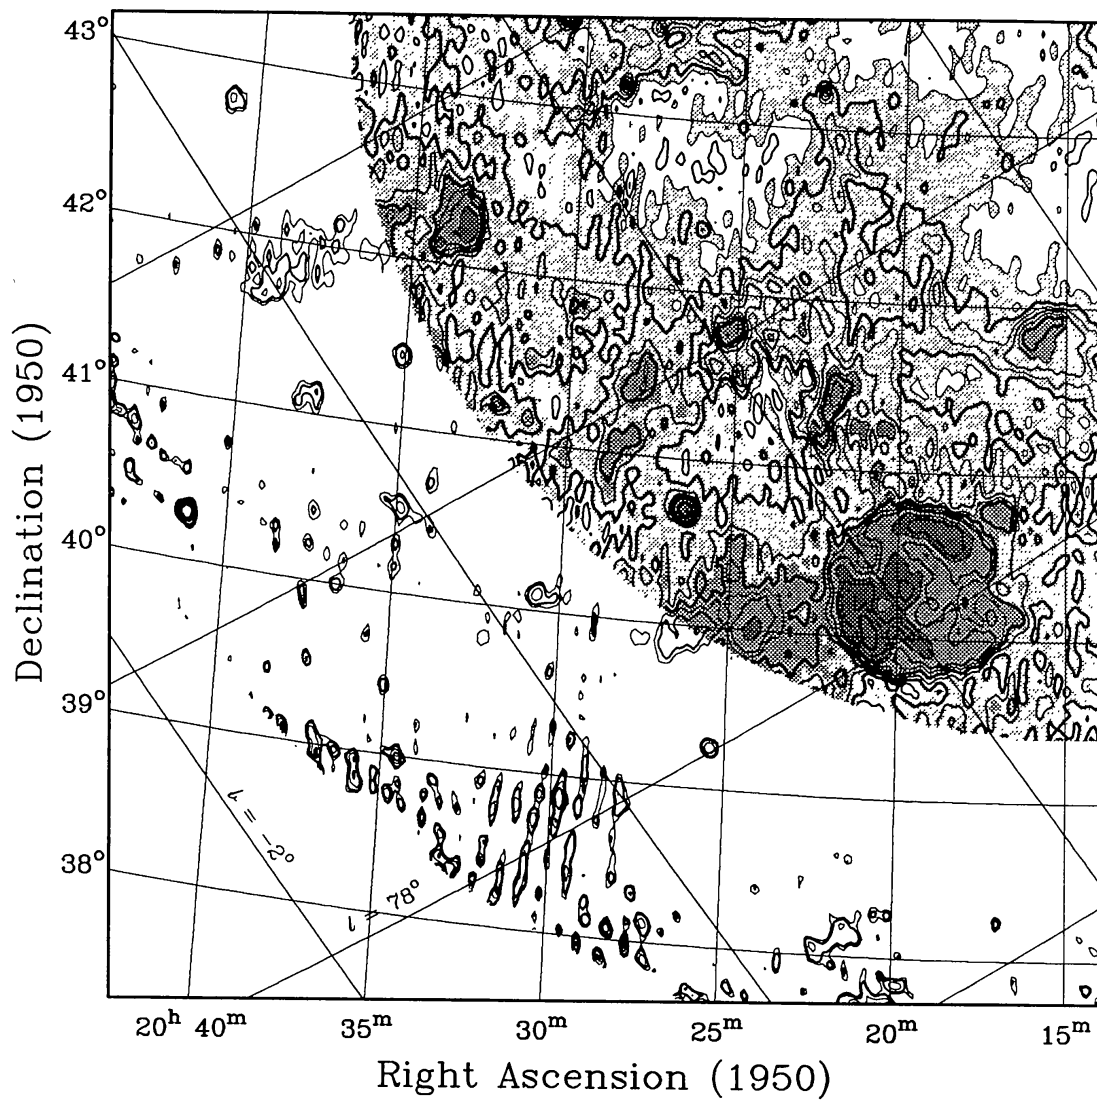 43°
42°
41°
40°
39°
38°
Declination (1950)
b = -2°
l = 78°
20h 40m
35m
30m
25m
20m
15m
Right Ascension (1950)